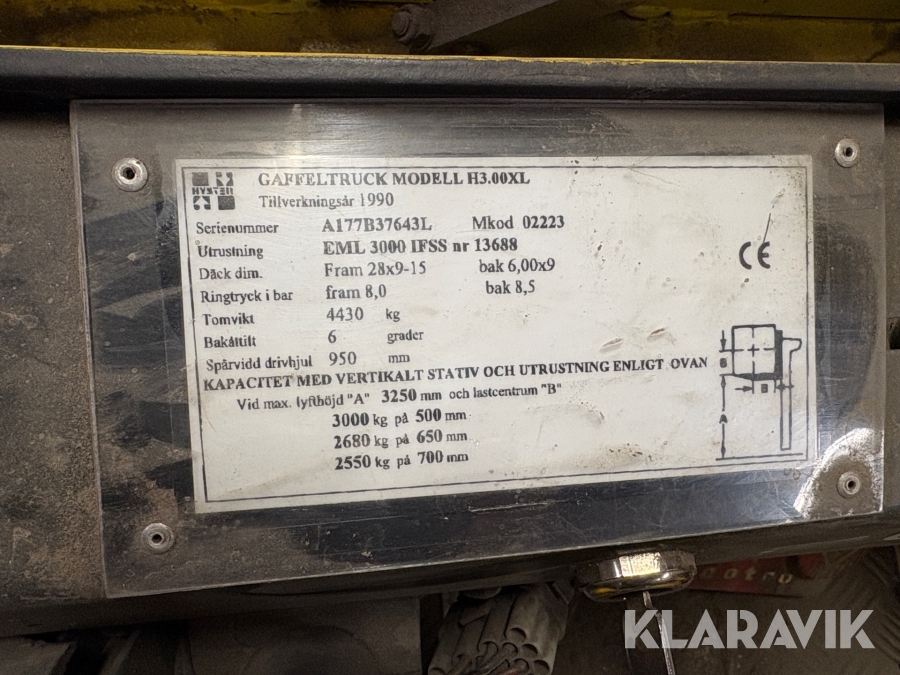 HYSTER
GAFFELTRUCK MODELL H3.00XL
Tillverkningsår 1990
Serienummer A177B37643L Mkod 02223
Utrustning EML 3000 IFSS nr 13688
Däck dim. Fram 28x9-15 bak 6,00x9
Ringtryck i bar fram 8,0 bak 8,5
Tomvikt 4430 kg
Bakåttilt 6 grader
Spårvidd drivhjul 950 mm
KAPACITET MED VERTIKALT STATIV OCH UTRUSTNING ENLIGT OVAN
Vid max. lyfthöjd "A" 3250 mm och lastcentrum "B"
3000 kg på 500 mm
2680 kg på 650 mm
2550 kg på 700 mm
CE
B
B
A
KLARAVIK